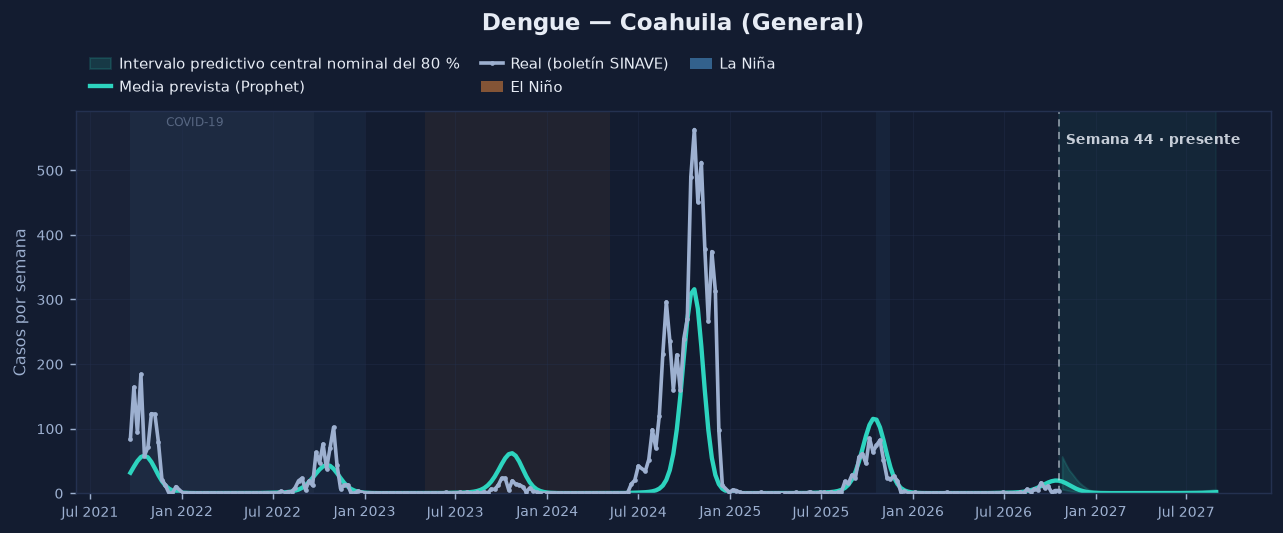 Dengue — Coahuila (General)
Intervalo predictivo central nominal del 80 %
Real (boletín SINAVE)
La Niña
Media prevista (Prophet)
El Niño
COVID-19
Semana 44 · presente
Casos por semana
500
400
300
200
100
0
Jul 2021
Jan 2022
Jul 2022
Jan 2023
Jul 2023
Jan 2024
Jul 2024
Jan 2025
Jul 2025
Jan 2026
Jul 2026
Jan 2027
Jul 2027